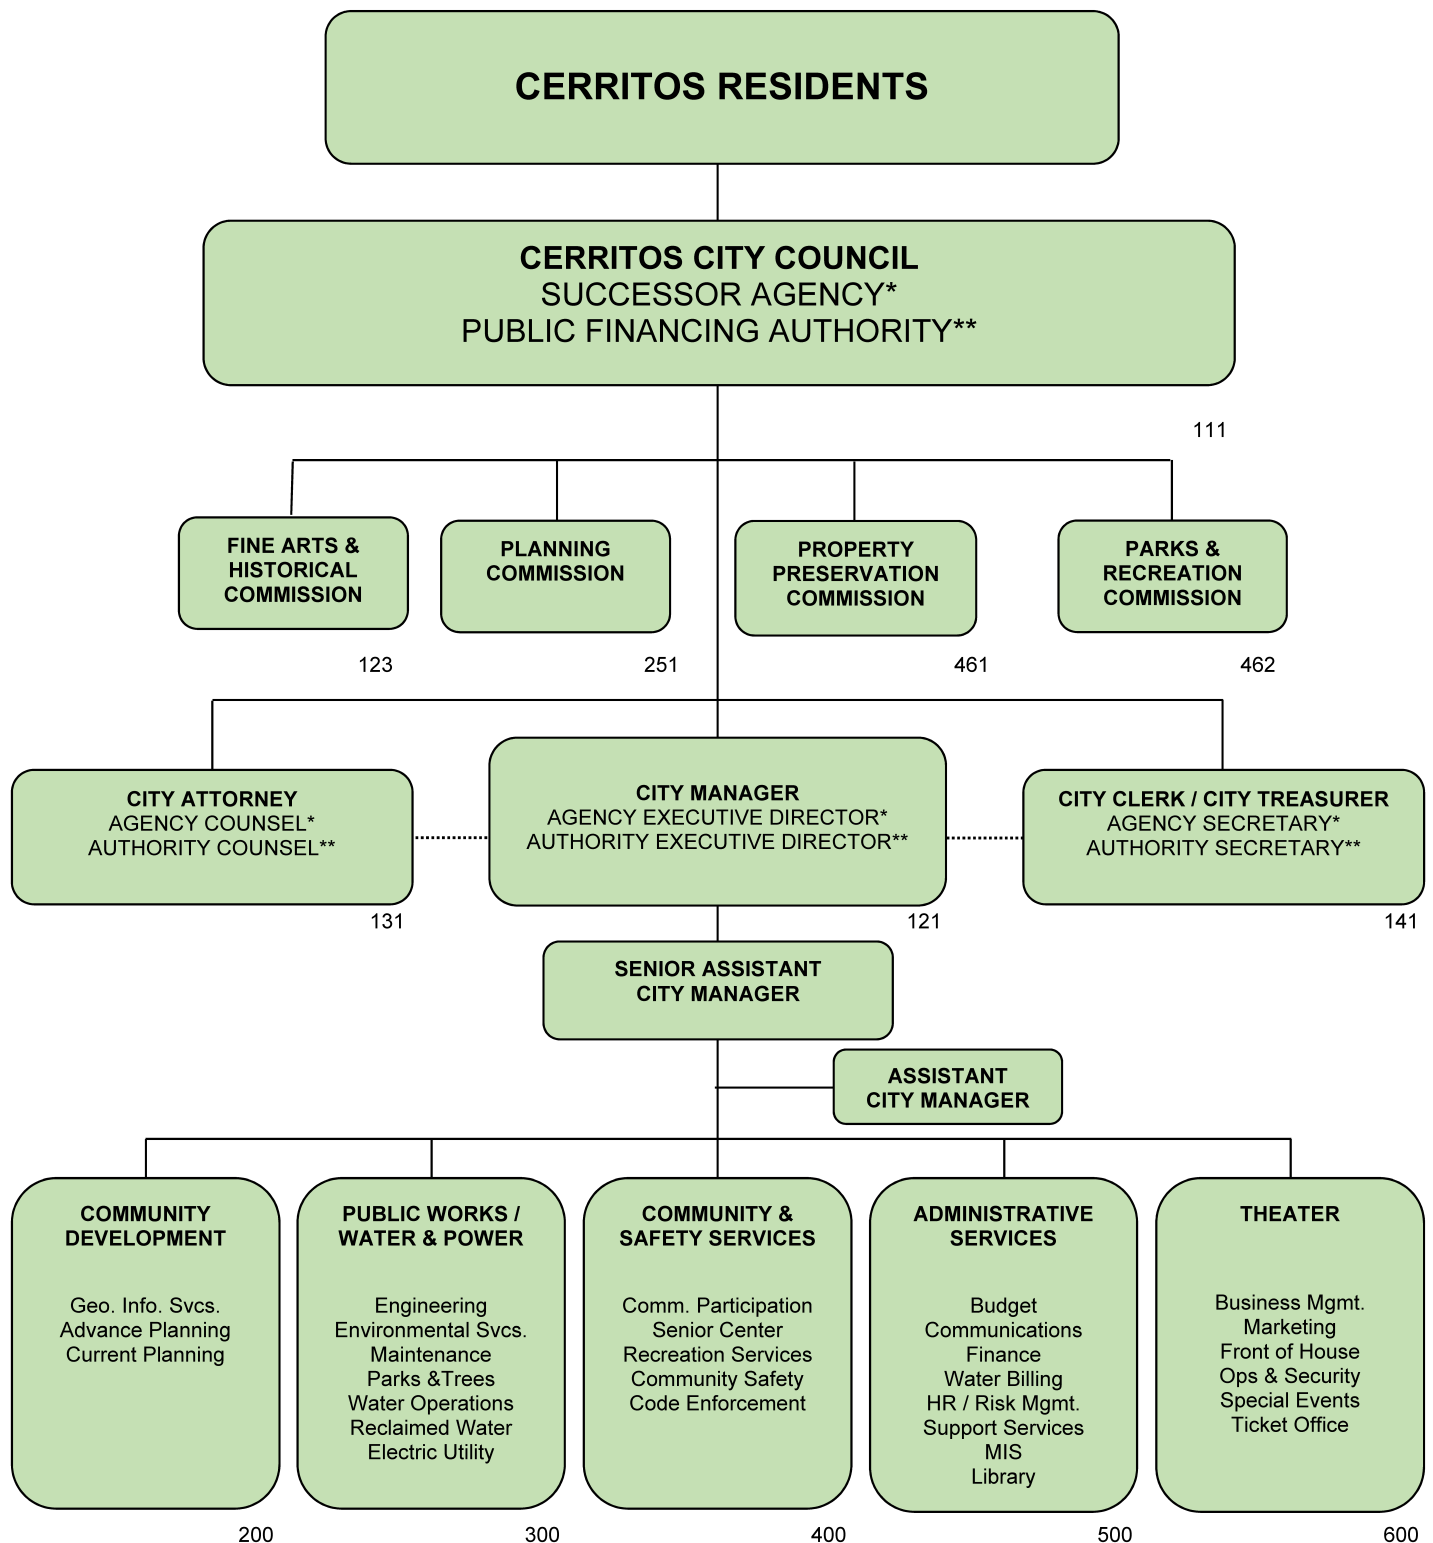 CERRITOS RESIDENTS
CERRITOS CITY COUNCIL
SUCCESSOR AGENCY*
PUBLIC FINANCING AUTHORITY**
111
FINE ARTS &
HISTORICAL
COMMISSION
123
PLANNING
COMMISSION
251
PROPERTY
PRESERVATION
COMMISSION
461
PARKS &
RECREATION
COMMISSION
462
CITY ATTORNEY
AGENCY COUNSEL*
AUTHORITY COUNSEL**
131
CITY MANAGER
AGENCY EXECUTIVE DIRECTOR*
AUTHORITY EXECUTIVE DIRECTOR**
121
CITY CLERK / CITY TREASURER
AGENCY SECRETARY*
AUTHORITY SECRETARY**
141
SENIOR ASSISTANT
CITY MANAGER
ASSISTANT
CITY MANAGER
COMMUNITY
DEVELOPMENT
Geo. Info. Svcs.
Advance Planning
Current Planning
200
PUBLIC WORKS /
WATER & POWER
Engineering
Environmental Svcs.
Maintenance
Parks &Trees
Water Operations
Reclaimed Water
Electric Utility
300
COMMUNITY &
SAFETY SERVICES
Comm. Participation
Senior Center
Recreation Services
Community Safety
Code Enforcement
400
ADMINISTRATIVE
SERVICES
Budget
Communications
Finance
Water Billing
HR / Risk Mgmt.
Support Services
MIS
Library
500
THEATER
Business Mgmt.
Marketing
Front of House
Ops & Security
Special Events
Ticket Office
600